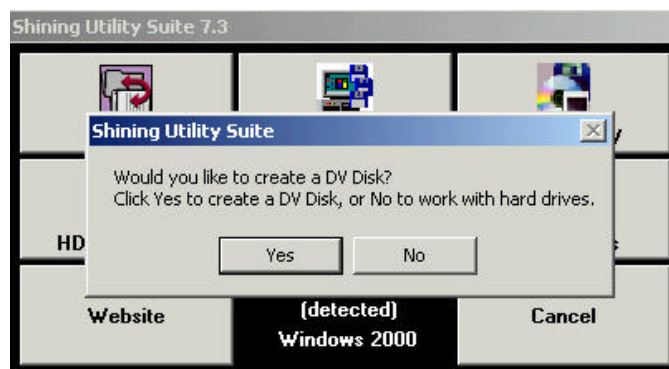 Shining Utility Suite 7.3
Shining Utility Suite
Would you like to create a DV Disk?
Click Yes to create a DV Disk, or No to work with hard drives.
HD
Yes
No
Website
(detected)
Windows 2000
Cancel